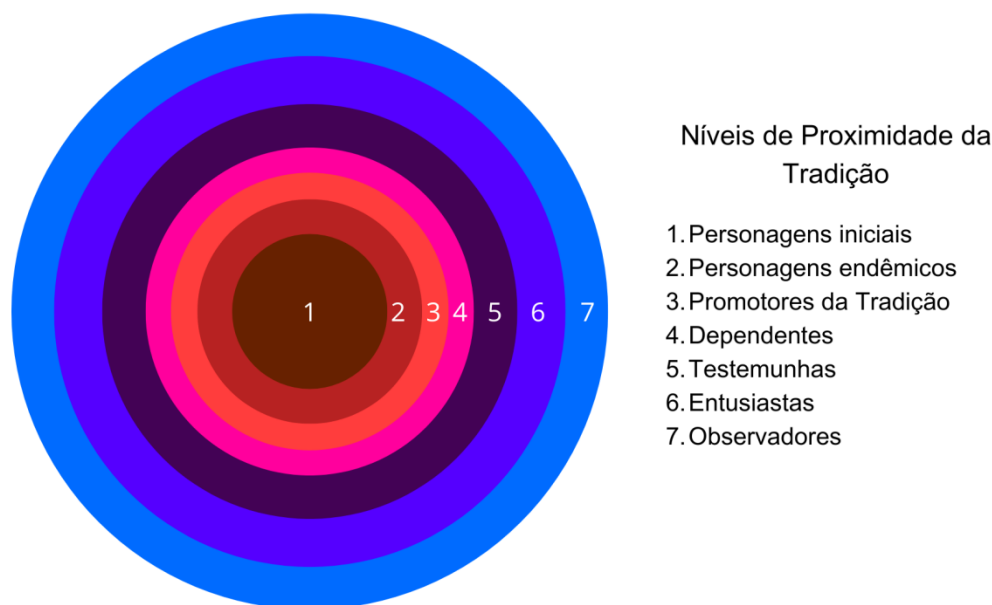 1 2 3 4 5 6 7
Níveis de Proximidade da
Tradição
1. Personagens iniciais
2. Personagens endêmicos
3. Promotores da Tradição
4. Dependentes
5. Testemunhas
6. Entusiastas
7. Observadores